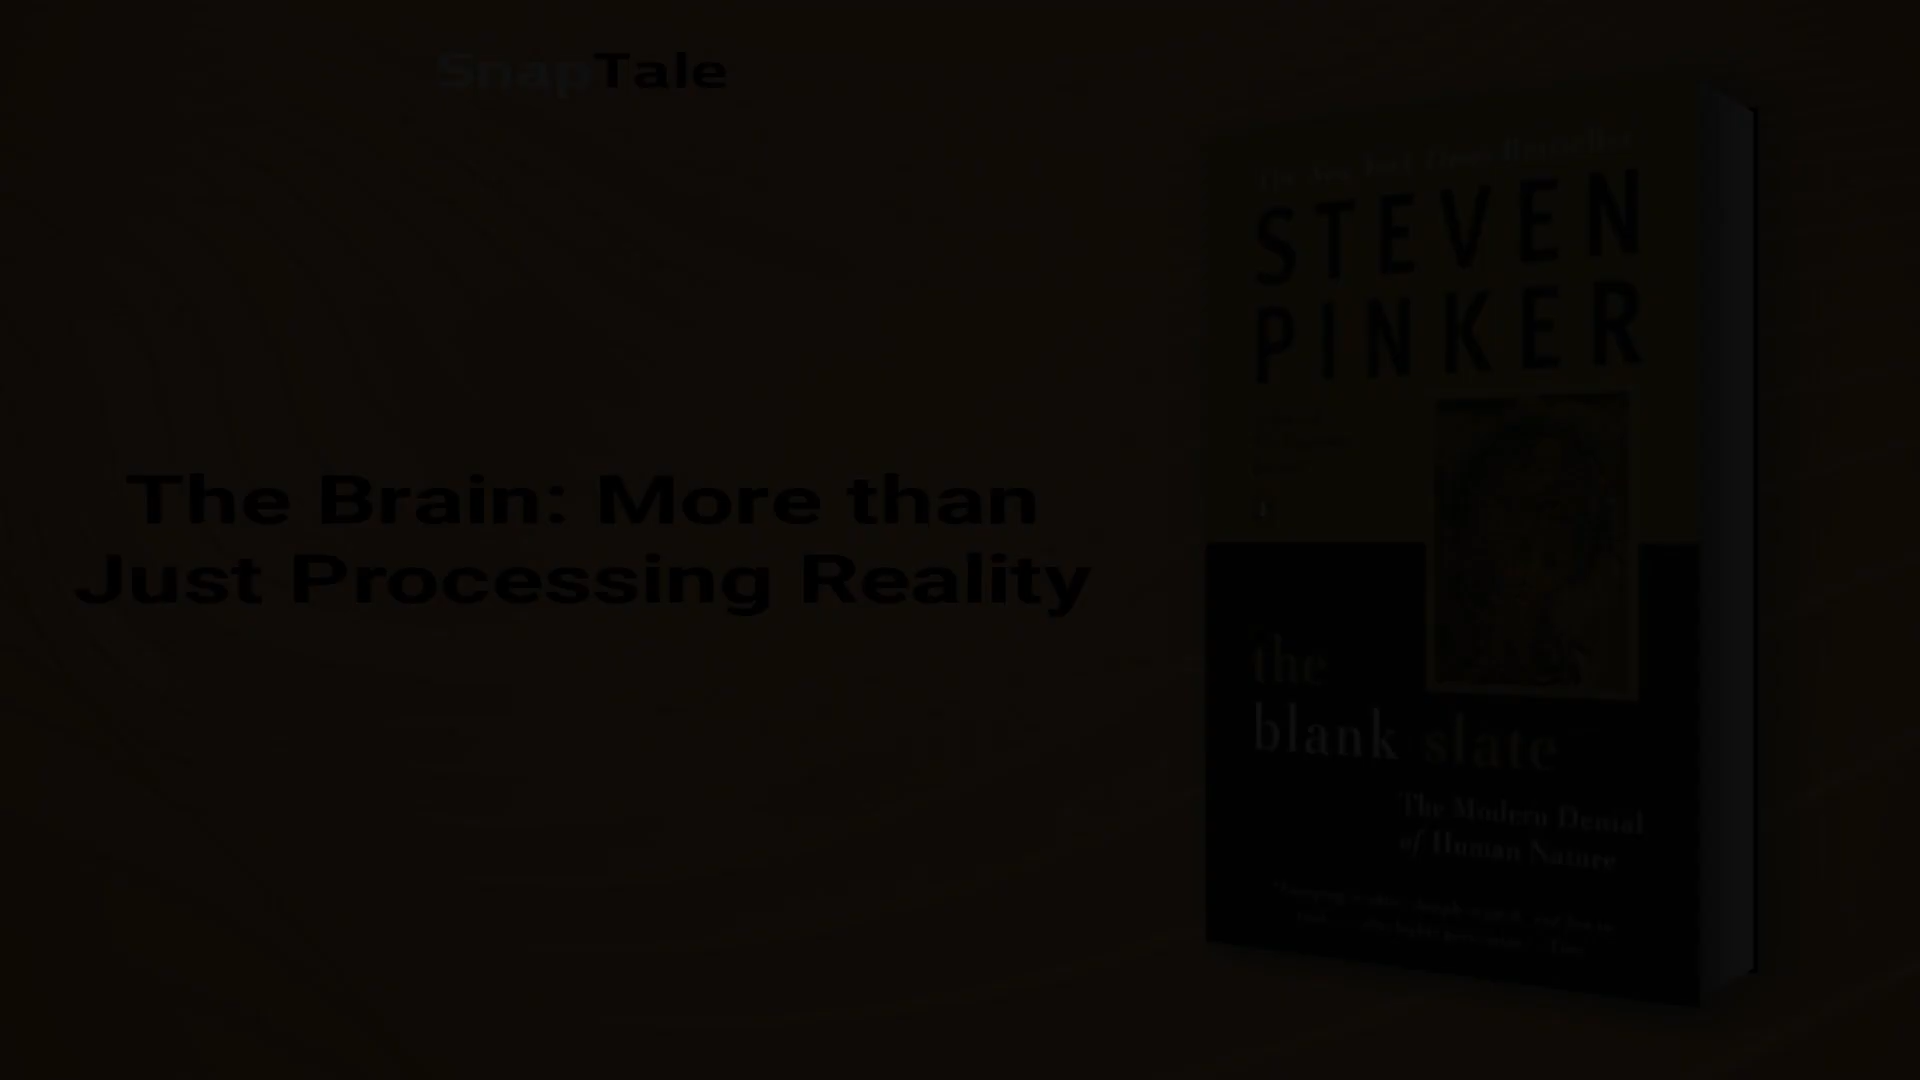 SnapTale
The Brain: More than
Just Processing Reality
The New York Times Bestseller
STEVEN
PINKER
the
blank slate
The Modern Denial
of Human Nature